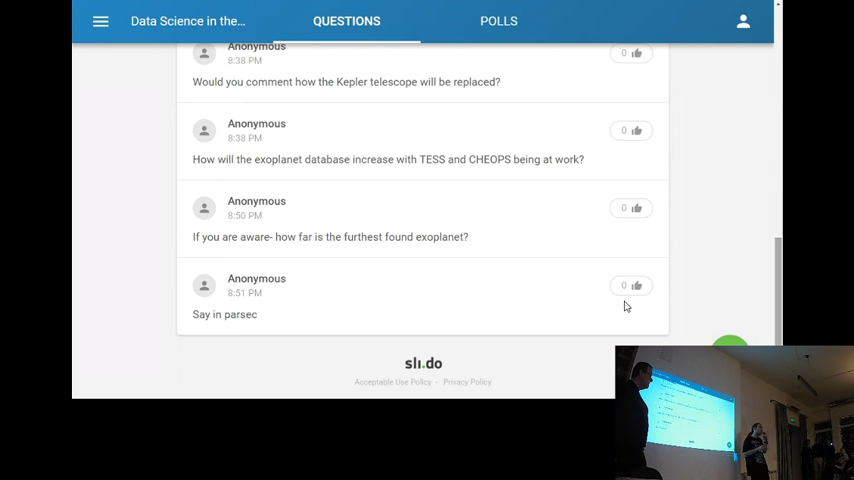 Data Science in the...
QUESTIONS
POLLS
Anonymous
8:38 PM
0
Would you comment how the Kepler telescope will be replaced?
Anonymous
8:38 PM
0
How will the exoplanet database increase with TESS and CHEOPS being at work?
Anonymous
8:50 PM
0
If you are aware- how far is the furthest found exoplanet?
Anonymous
8:51 PM
0
Say in parsec
sli.do
Acceptable Use Policy - Privacy Policy